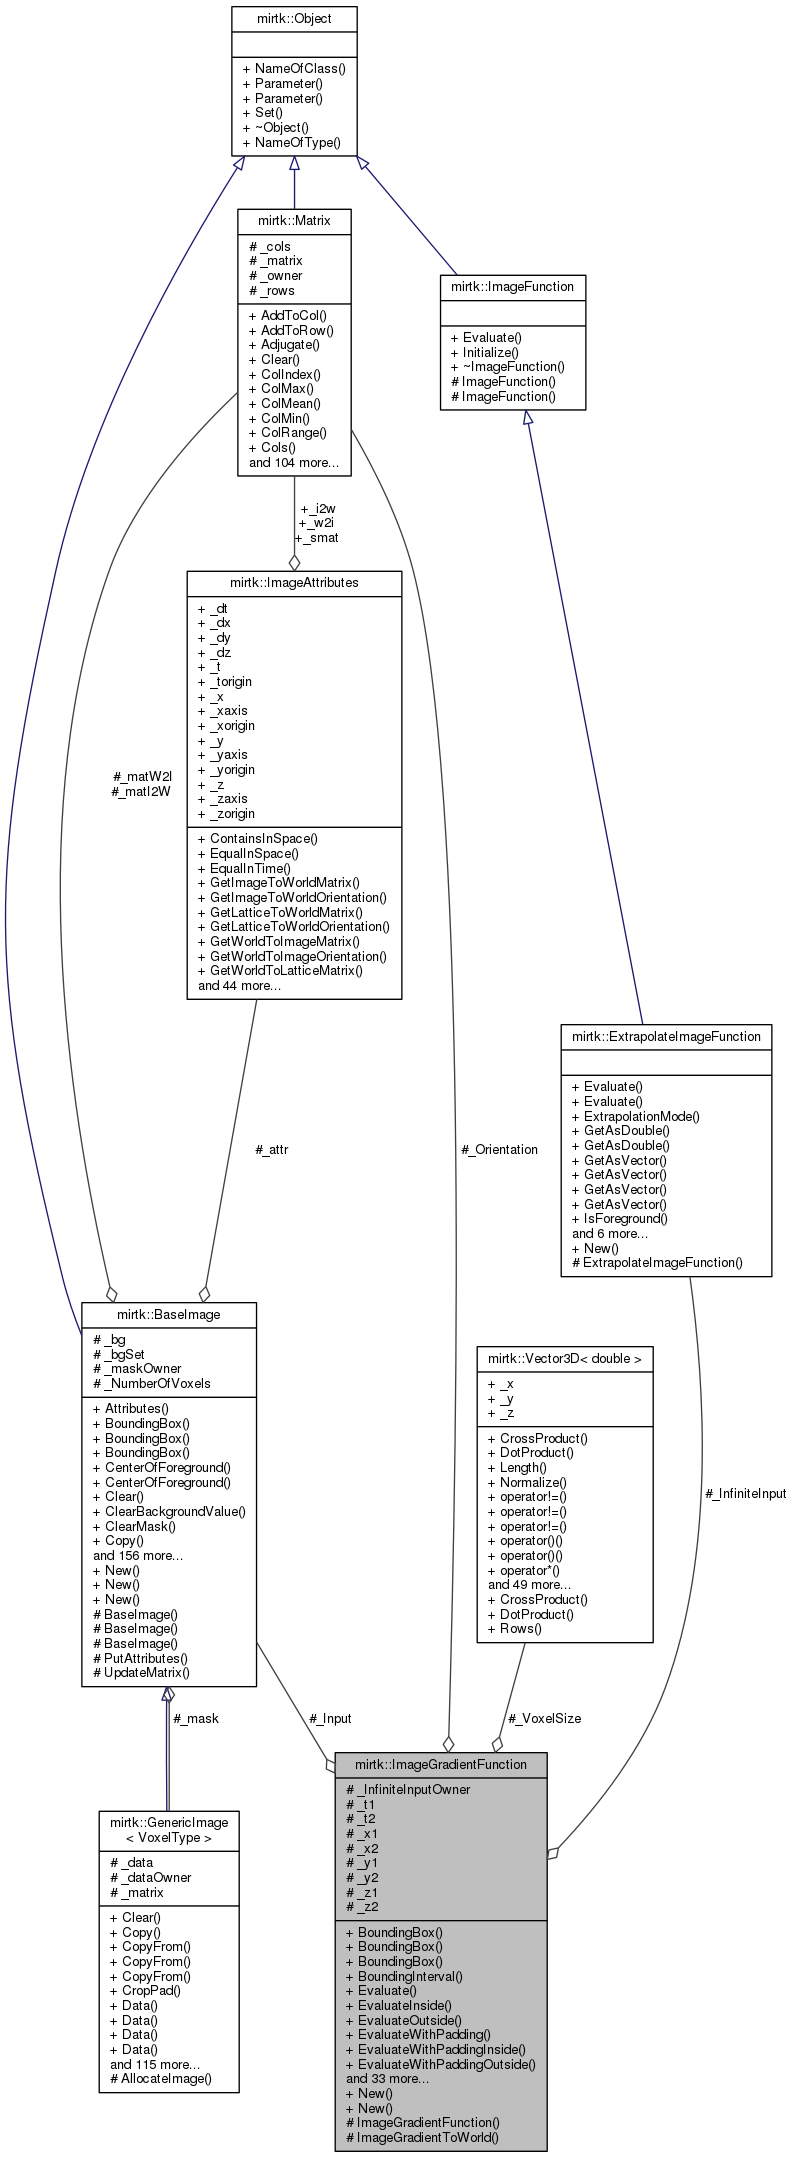 mirtk::Object
+ NameOfClass()
+ Parameter()
+ Parameter()
+ Set()
+ ~Object()
+ NameOfType()
mirtk::Matrix
# _cols
# _matrix
# _owner
# _rows
+ AddToCol()
+ AddToRow()
+ Adjugate()
+ Clear()
+ ColIndex()
+ ColMax()
+ ColMean()
+ ColMin()
+ ColRange()
+ Cols()
and 104 more...
mirtk::ImageFunction
+ Evaluate()
+ Initialize()
+ ~ImageFunction()
# ImageFunction()
# ImageFunction()
+_i2w
+_w2i
+_smat
mirtk::ImageAttributes
+ _dt
+ _dx
+ _dy
+ _dz
+ _t
+ _torigin
+ _x
+ _xaxis
+ _xorigin
+ _y
+ _yaxis
+ _yorigin
+ _z
+ _zaxis
+ _zorigin
+ ContainsInSpace()
+ EqualInSpace()
+ EqualInTime()
+ GetImageToWorldMatrix()
+ GetImageToWorldOrientation()
+ GetLatticeToWorldMatrix()
+ GetLatticeToWorldOrientation()
+ GetWorldToImageMatrix()
+ GetWorldToImageOrientation()
+ GetWorldToLatticeMatrix()
and 44 more...
#_matW2I
#_matI2W
mirtk::ExtrapolateImageFunction
+ Evaluate()
+ Evaluate()
+ ExtrapolationMode()
+ GetAsDouble()
+ GetAsDouble()
+ GetAsVector()
+ GetAsVector()
+ GetAsVector()
+ GetAsVector()
+ IsForeground()
and 6 more...
+ New()
# ExtrapolateImageFunction()
#_attr
#_Orientation
mirtk::BaseImage
# _bg
# _bgSet
# _maskOwner
# _NumberOfVoxels
+ Attributes()
+ BoundingBox()
+ BoundingBox()
+ BoundingBox()
+ CenterOfForeground()
+ CenterOfForeground()
+ Clear()
+ ClearBackgroundValue()
+ ClearMask()
+ Copy()
and 156 more...
+ New()
+ New()
+ New()
# BaseImage()
# BaseImage()
# BaseImage()
# PutAttributes()
# UpdateMatrix()
mirtk::Vector3D< double >
+ _x
+ _y
+ _z
+ CrossProduct()
+ DotProduct()
+ Length()
+ Normalize()
+ operator!=()
+ operator!=()
+ operator!=()
+ operator()()
+ operator()()
+ operator*()
and 49 more...
+ CrossProduct()
+ DotProduct()
+ Rows()
#_InfiniteInput
#_mask
#_Input
#_VoxelSize
mirtk::GenericImage
< VoxelType >
# _data
# _dataOwner
# _matrix
+ Clear()
+ Copy()
+ CopyFrom()
+ CopyFrom()
+ CopyFrom()
+ CropPad()
+ Data()
+ Data()
+ Data()
+ Data()
and 115 more...
# AllocateImage()
mirtk::ImageGradientFunction
# _InfiniteInputOwner
# _t1
# _t2
# _x1
# _x2
# _y1
# _y2
# _z1
# _z2
+ BoundingBox()
+ BoundingBox()
+ BoundingBox()
+ BoundingInterval()
+ Evaluate()
+ EvaluateInside()
+ EvaluateOutside()
+ EvaluateWithPadding()
+ EvaluateWithPaddingInside()
+ EvaluateWithPaddingOutside()
and 33 more...
+ New()
+ New()
# ImageGradientFunction()
# ImageGradientToWorld()